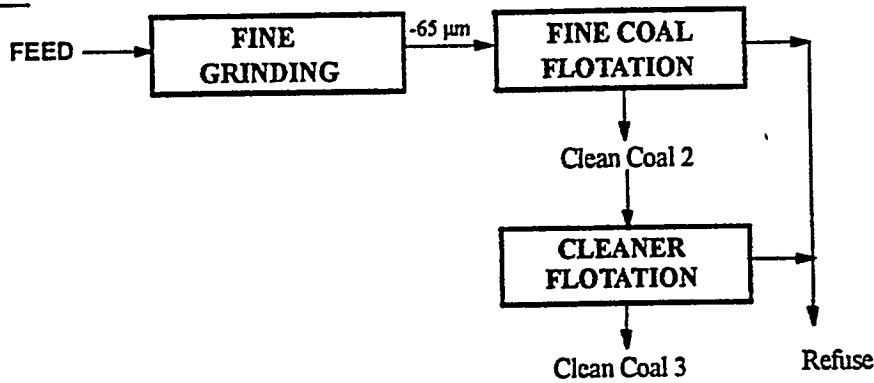 FEED
FINE
GRINDING
-65 µm
FINE COAL
FLOTATION
Clean Coal 2
CLEANER
FLOTATION
Clean Coal 3
Refuse